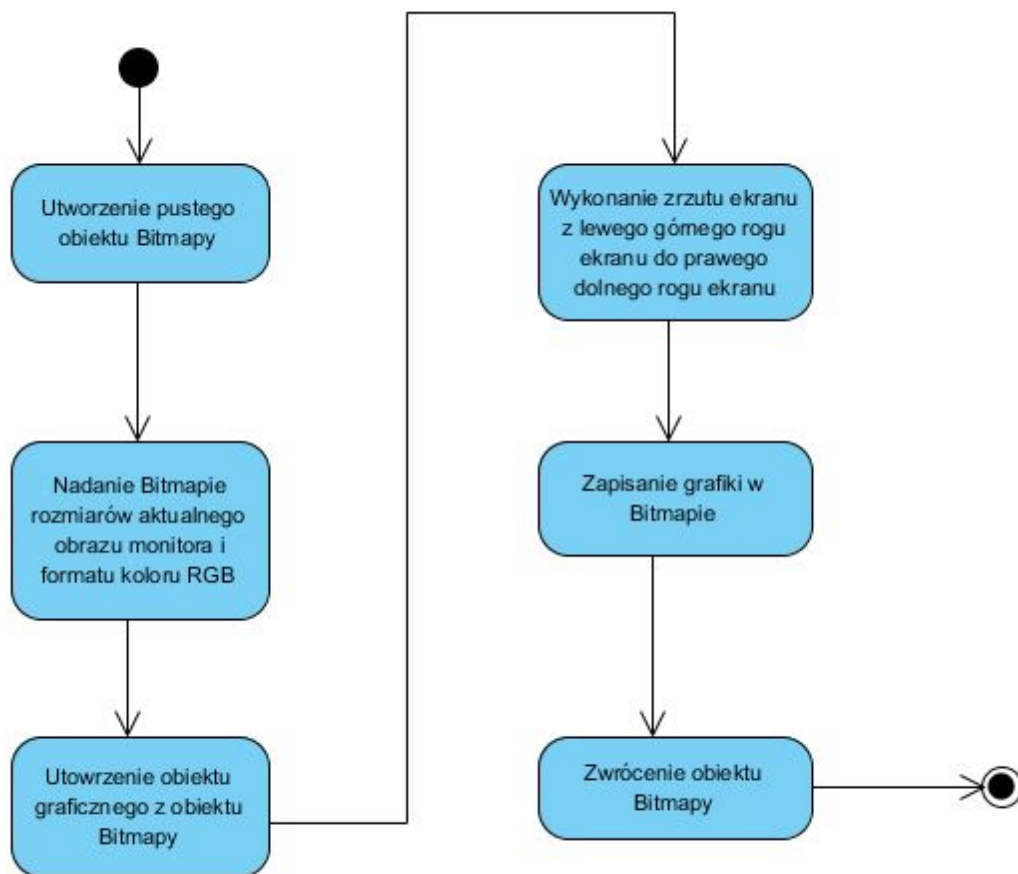 Utworzenie pustego
obiektu Bitmapy
Nadanie Bitmapie
rozmiarów aktualnego
obrazu monitora i
formatu koloru RGB
Utowrzenie obiektu
graficznego z obiektu
Bitmapy
Wykonanie zrzutu ekranu
z lewego górnego rogu
ekranu do prawego
dolnego rogu ekranu
Zapisanie grafiki w
Bitmapie
Zwrócenie obiektu
Bitmapy